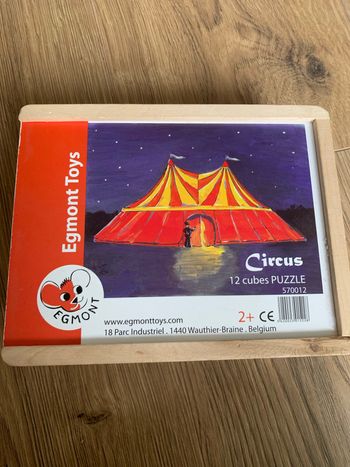 Egmont Toys
EGMONT
Circus
12 cubes PUZZLE
570012
www.egmonttoys.com
18 Parc Industriel . 1440 Wauthier-Braine . Belgium
2+ CE